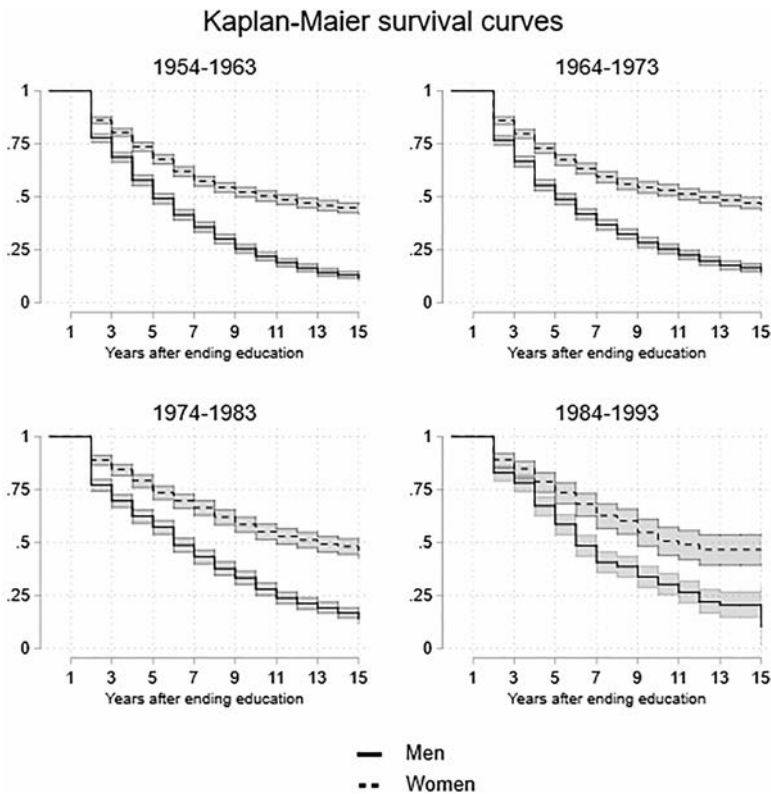 Kaplan-Maier survival curves
1954-1963
1964-1973
1
.75
.5
.25
0
1 3 5 7 9 11 13 15
Years after ending education
1
.75
.5
.25
0
1 3 5 7 9 11 13 15
Years after ending education
1974-1983
1984-1993
1
.75
.5
.25
0
1 3 5 7 9 11 13 15
Years after ending education
1
.75
.5
.25
0
1 3 5 7 9 11 13 15
Years after ending education
Men
Women